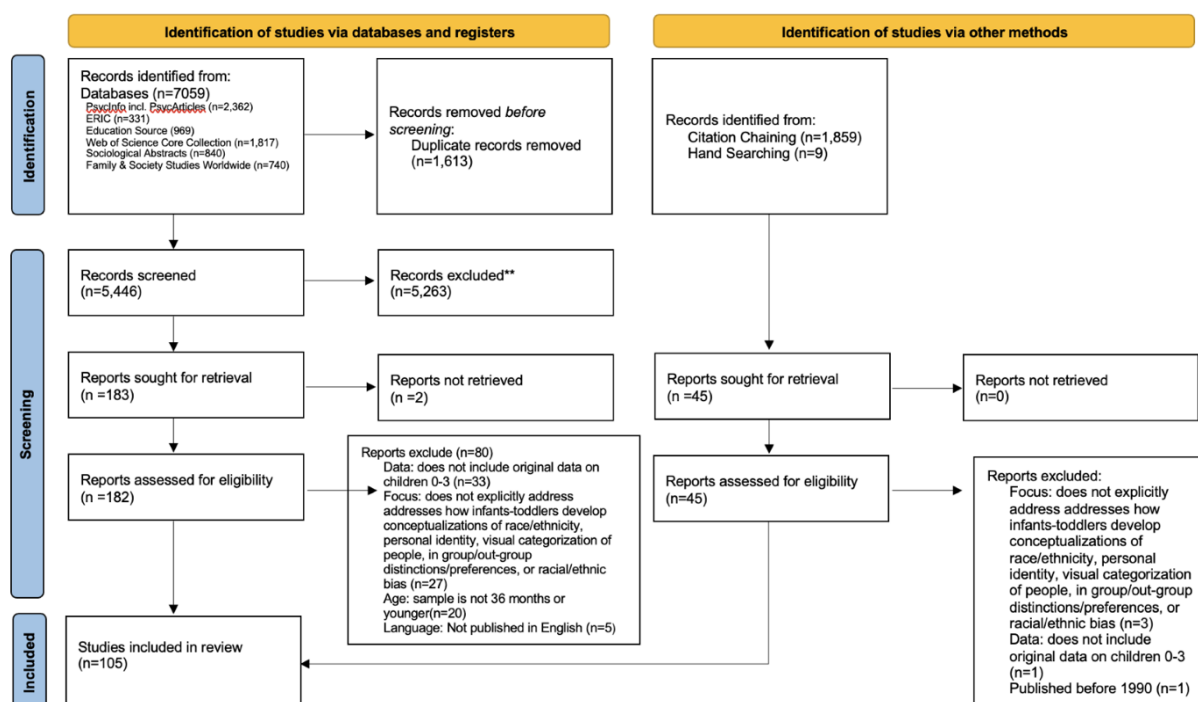 Identification of studies via databases and registers
Identification of studies via other methods
Identification
Records identified from:
Databases (n=7059)
PsycInfo incl. PsycArticles (n=2,362)
ERIC (n=331)
Education Source (969)
Web of Science Core Collection (n=1,817)
Sociological Abstracts (n=840)
Family & Society Studies Worldwide (n=740)
Records removed before
screening:
Duplicate records removed
(n=1,613)
Records identified from:
Citation Chaining (n=1,859)
Hand Searching (n=9)
Screening
Records screened
(n=5,446)
Records excluded**
(n=5,263)
Reports sought for retrieval
(n =183)
Reports not retrieved
(n =2)
Reports sought for retrieval
(n =45)
Reports not retrieved
(n=0)
Reports assessed for eligibility
(n =182)
Reports exclude (n=80)
Data: does not include original data on
children 0-3 (n=33)
Focus: does not explicitly address
addresses how infants-toddlers develop
conceptualizations of race/ethnicity,
personal identity, visual categorization of
people, in group/out-group
distinctions/preferences, or racial/ethnic
bias (n=27)
Age: sample is not 36 months or
younger(n=20)
Language: Not published in English (n=5)
Reports assessed for eligibility
(n=45)
Reports excluded:
Focus: does not explicitly
address addresses how
infants-toddlers develop
conceptualizations of
race/ethnicity, personal
identity, visual categorization
of people, in group/out-group
distinctions/preferences, or
racial/ethnic bias (n=3)
Data: does not include
original data on children 0-3
(n=1)
Published before 1990 (n=1)
Included
Studies included in review
(n=105)